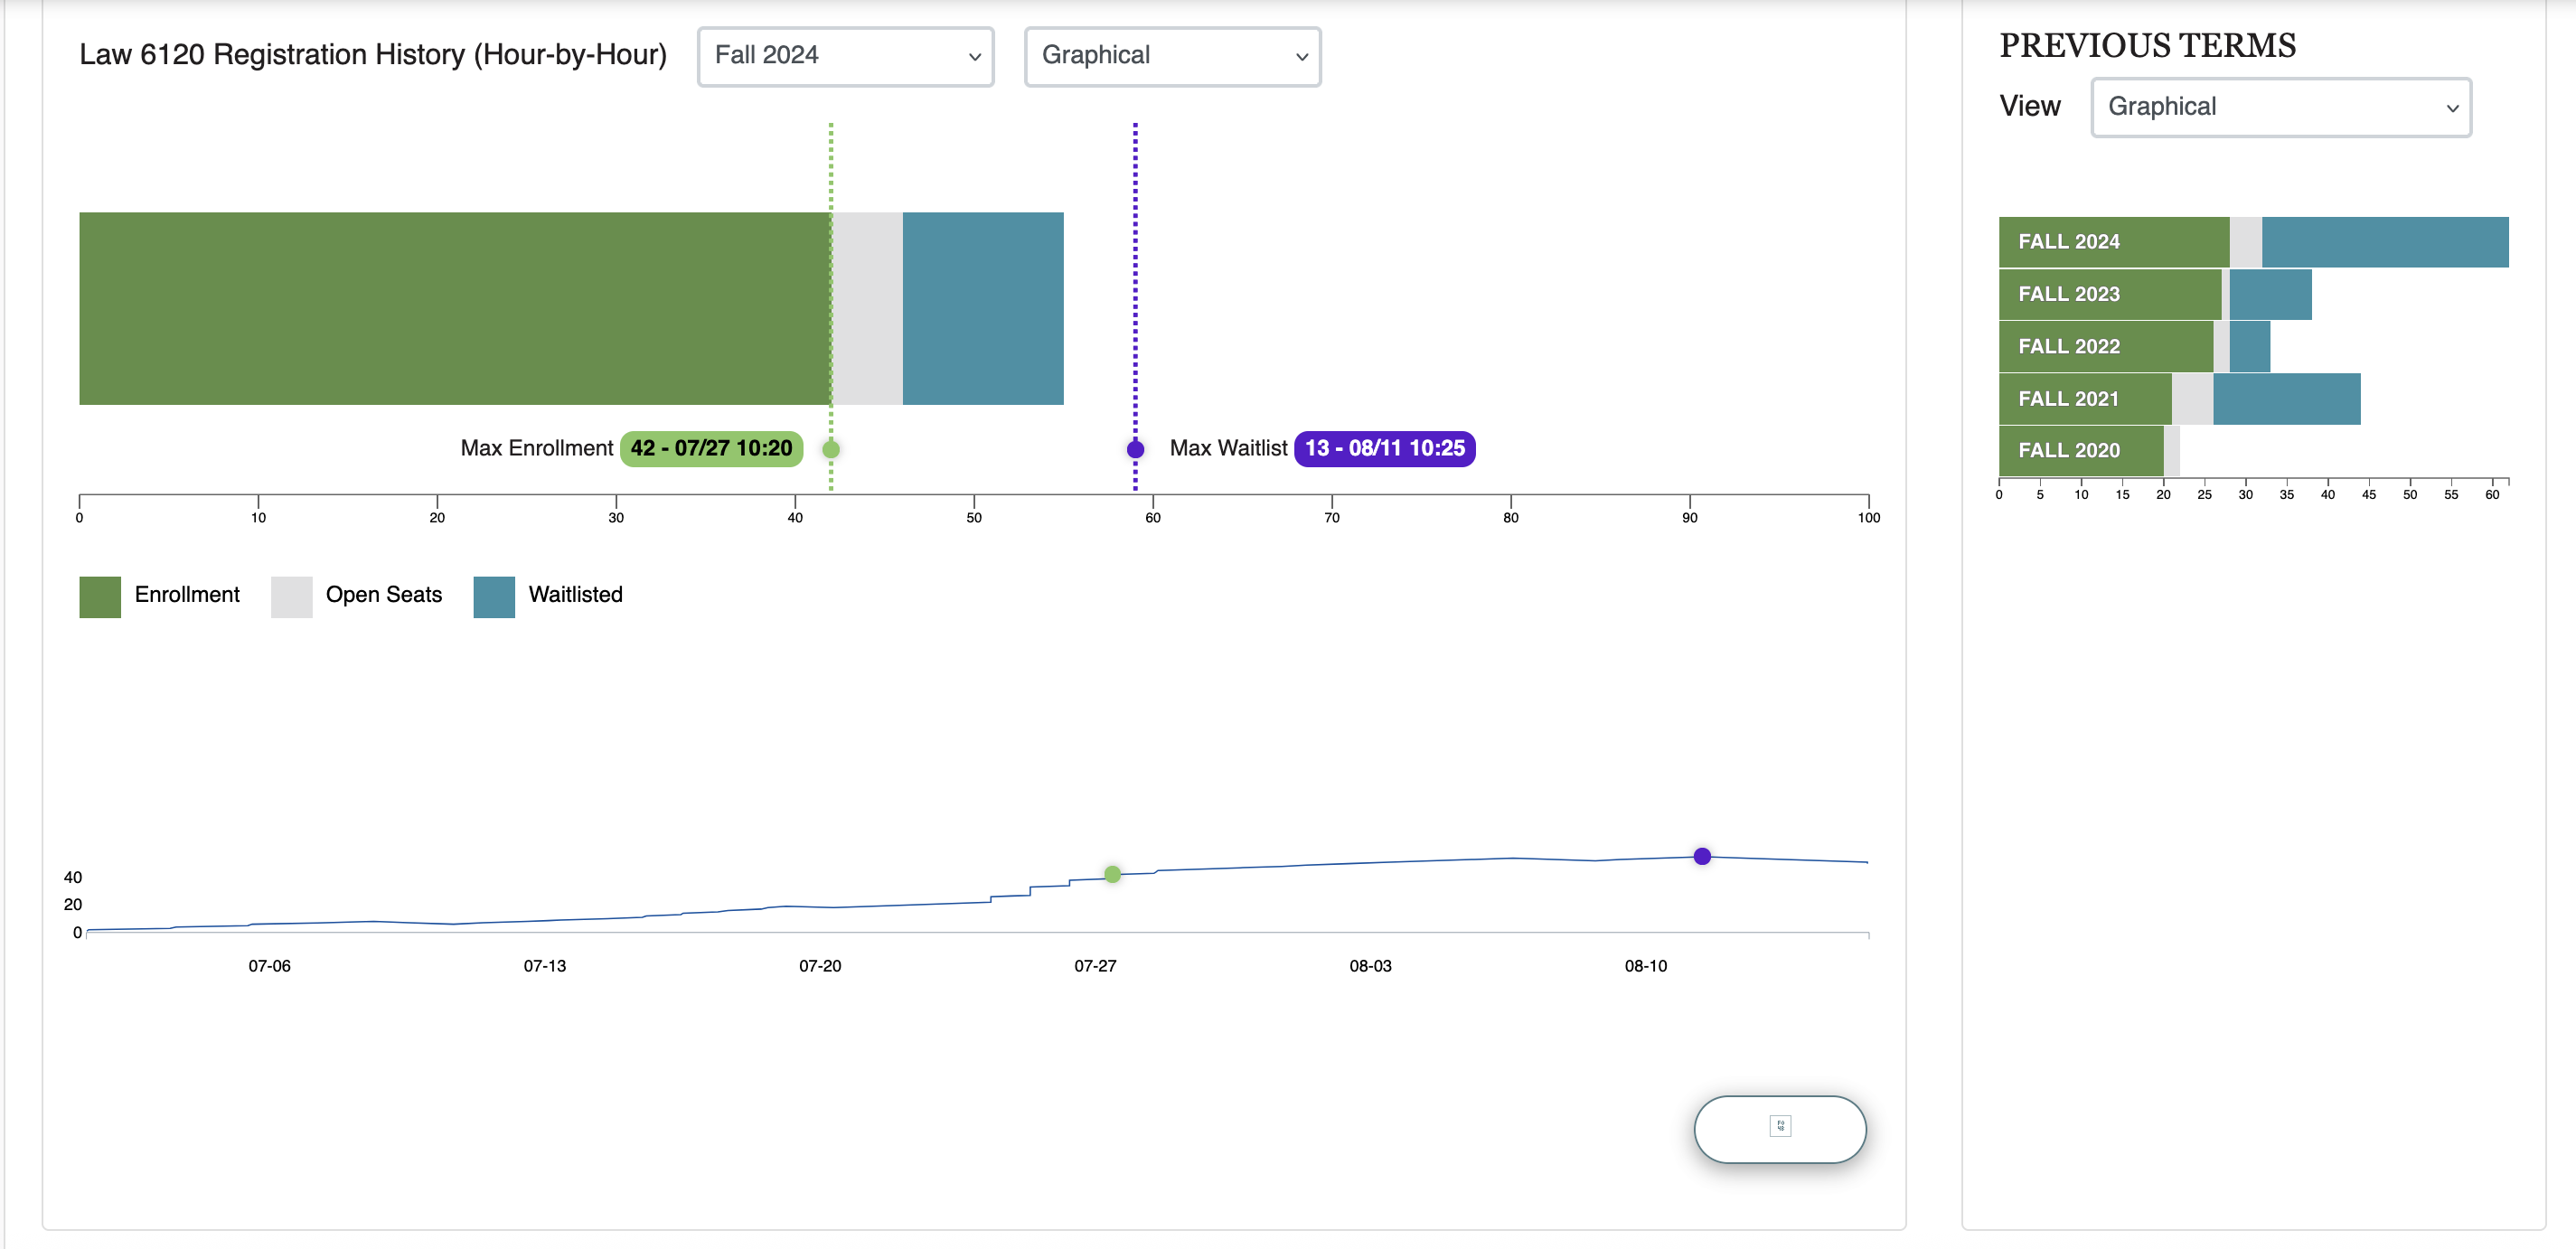 Law 6120 Registration History (Hour-by-Hour)
Fall 2024
Graphical
Max Enrollment 42 - 07/27 10:20
Max Waitlist 13 - 08/11 10:25
0 10 20 30 40 50 60 70 80 90 100
Enrollment Open Seats Waitlisted
40
20
0
07-06 07-13 07-20 07-27 08-03 08-10
PREVIOUS TERMS
View Graphical
FALL 2024
FALL 2023
FALL 2022
FALL 2021
FALL 2020
0 5 10 15 20 25 30 35 40 45 50 55 60